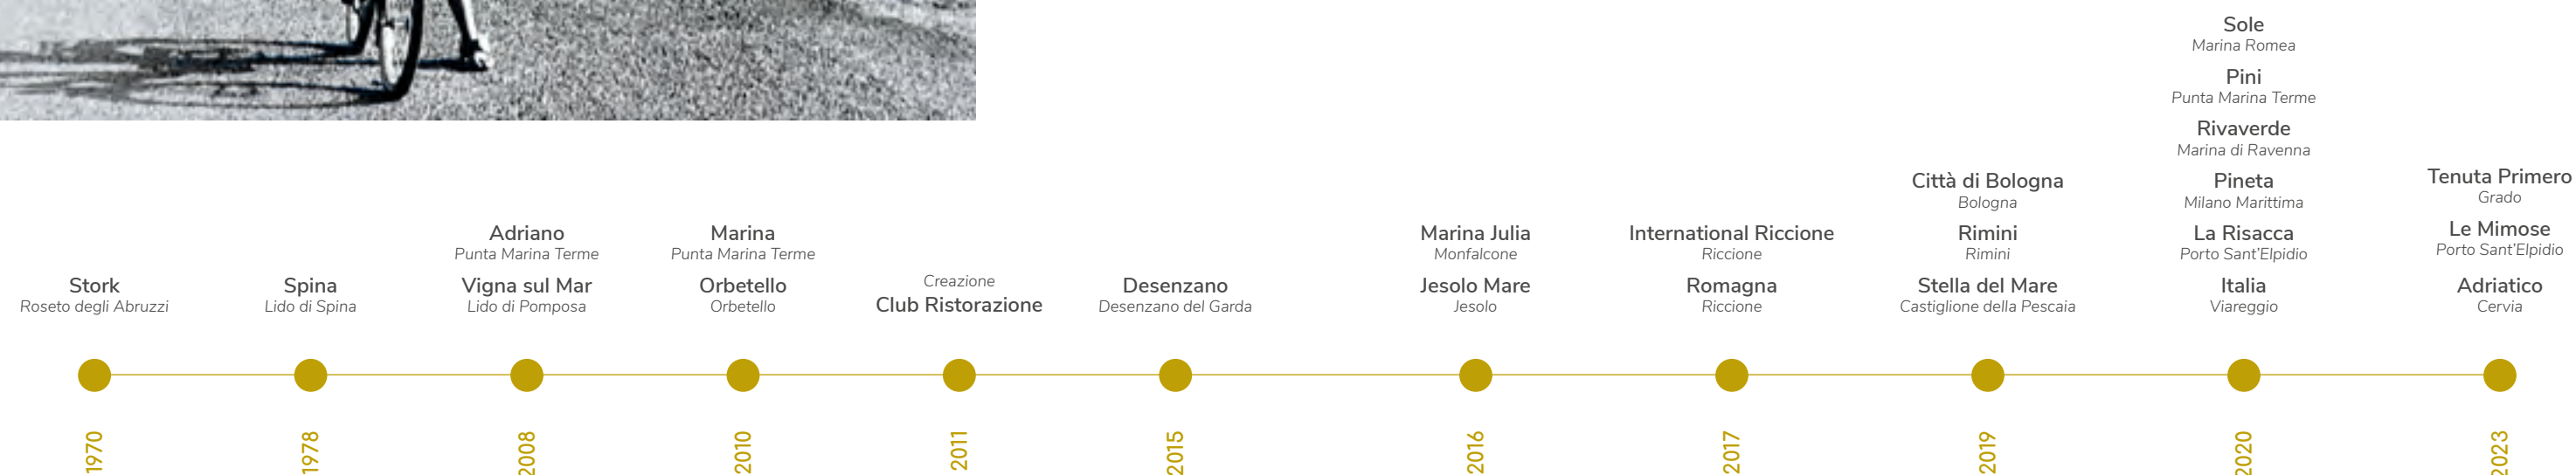 Stork
Roseto degli Abruzzi
1970
Spina
Lido di Spina
1978
Adriano
Punta Marina Terme
Vigna sul Mar
Lido di Pomposa
2008
Marina
Punta Marina Terme
Orbetello
Orbetello
2010
Creazione
Club Ristorazione
2011
Desenzano
Desenzano del Garda
2015
Marina Julia
Monfalcone
Jesolo Mare
Jesolo
2016
International Riccione
Riccione
Romagna
Riccione
2017
Città di Bologna
Bologna
Rimini
Rimini
Stella del Mare
Castiglione della Pescaia
2019
Sole
Marina Romea
Pini
Punta Marina Terme
Rivaverde
Marina di Ravenna
Pineta
Milano Marittima
La Risacca
Porto Sant'Elpidio
Italia
Viareggio
2020
Tenuta Primero
Grado
Le Mimose
Porto Sant'Elpidio
Adriatico
Cervia
2023